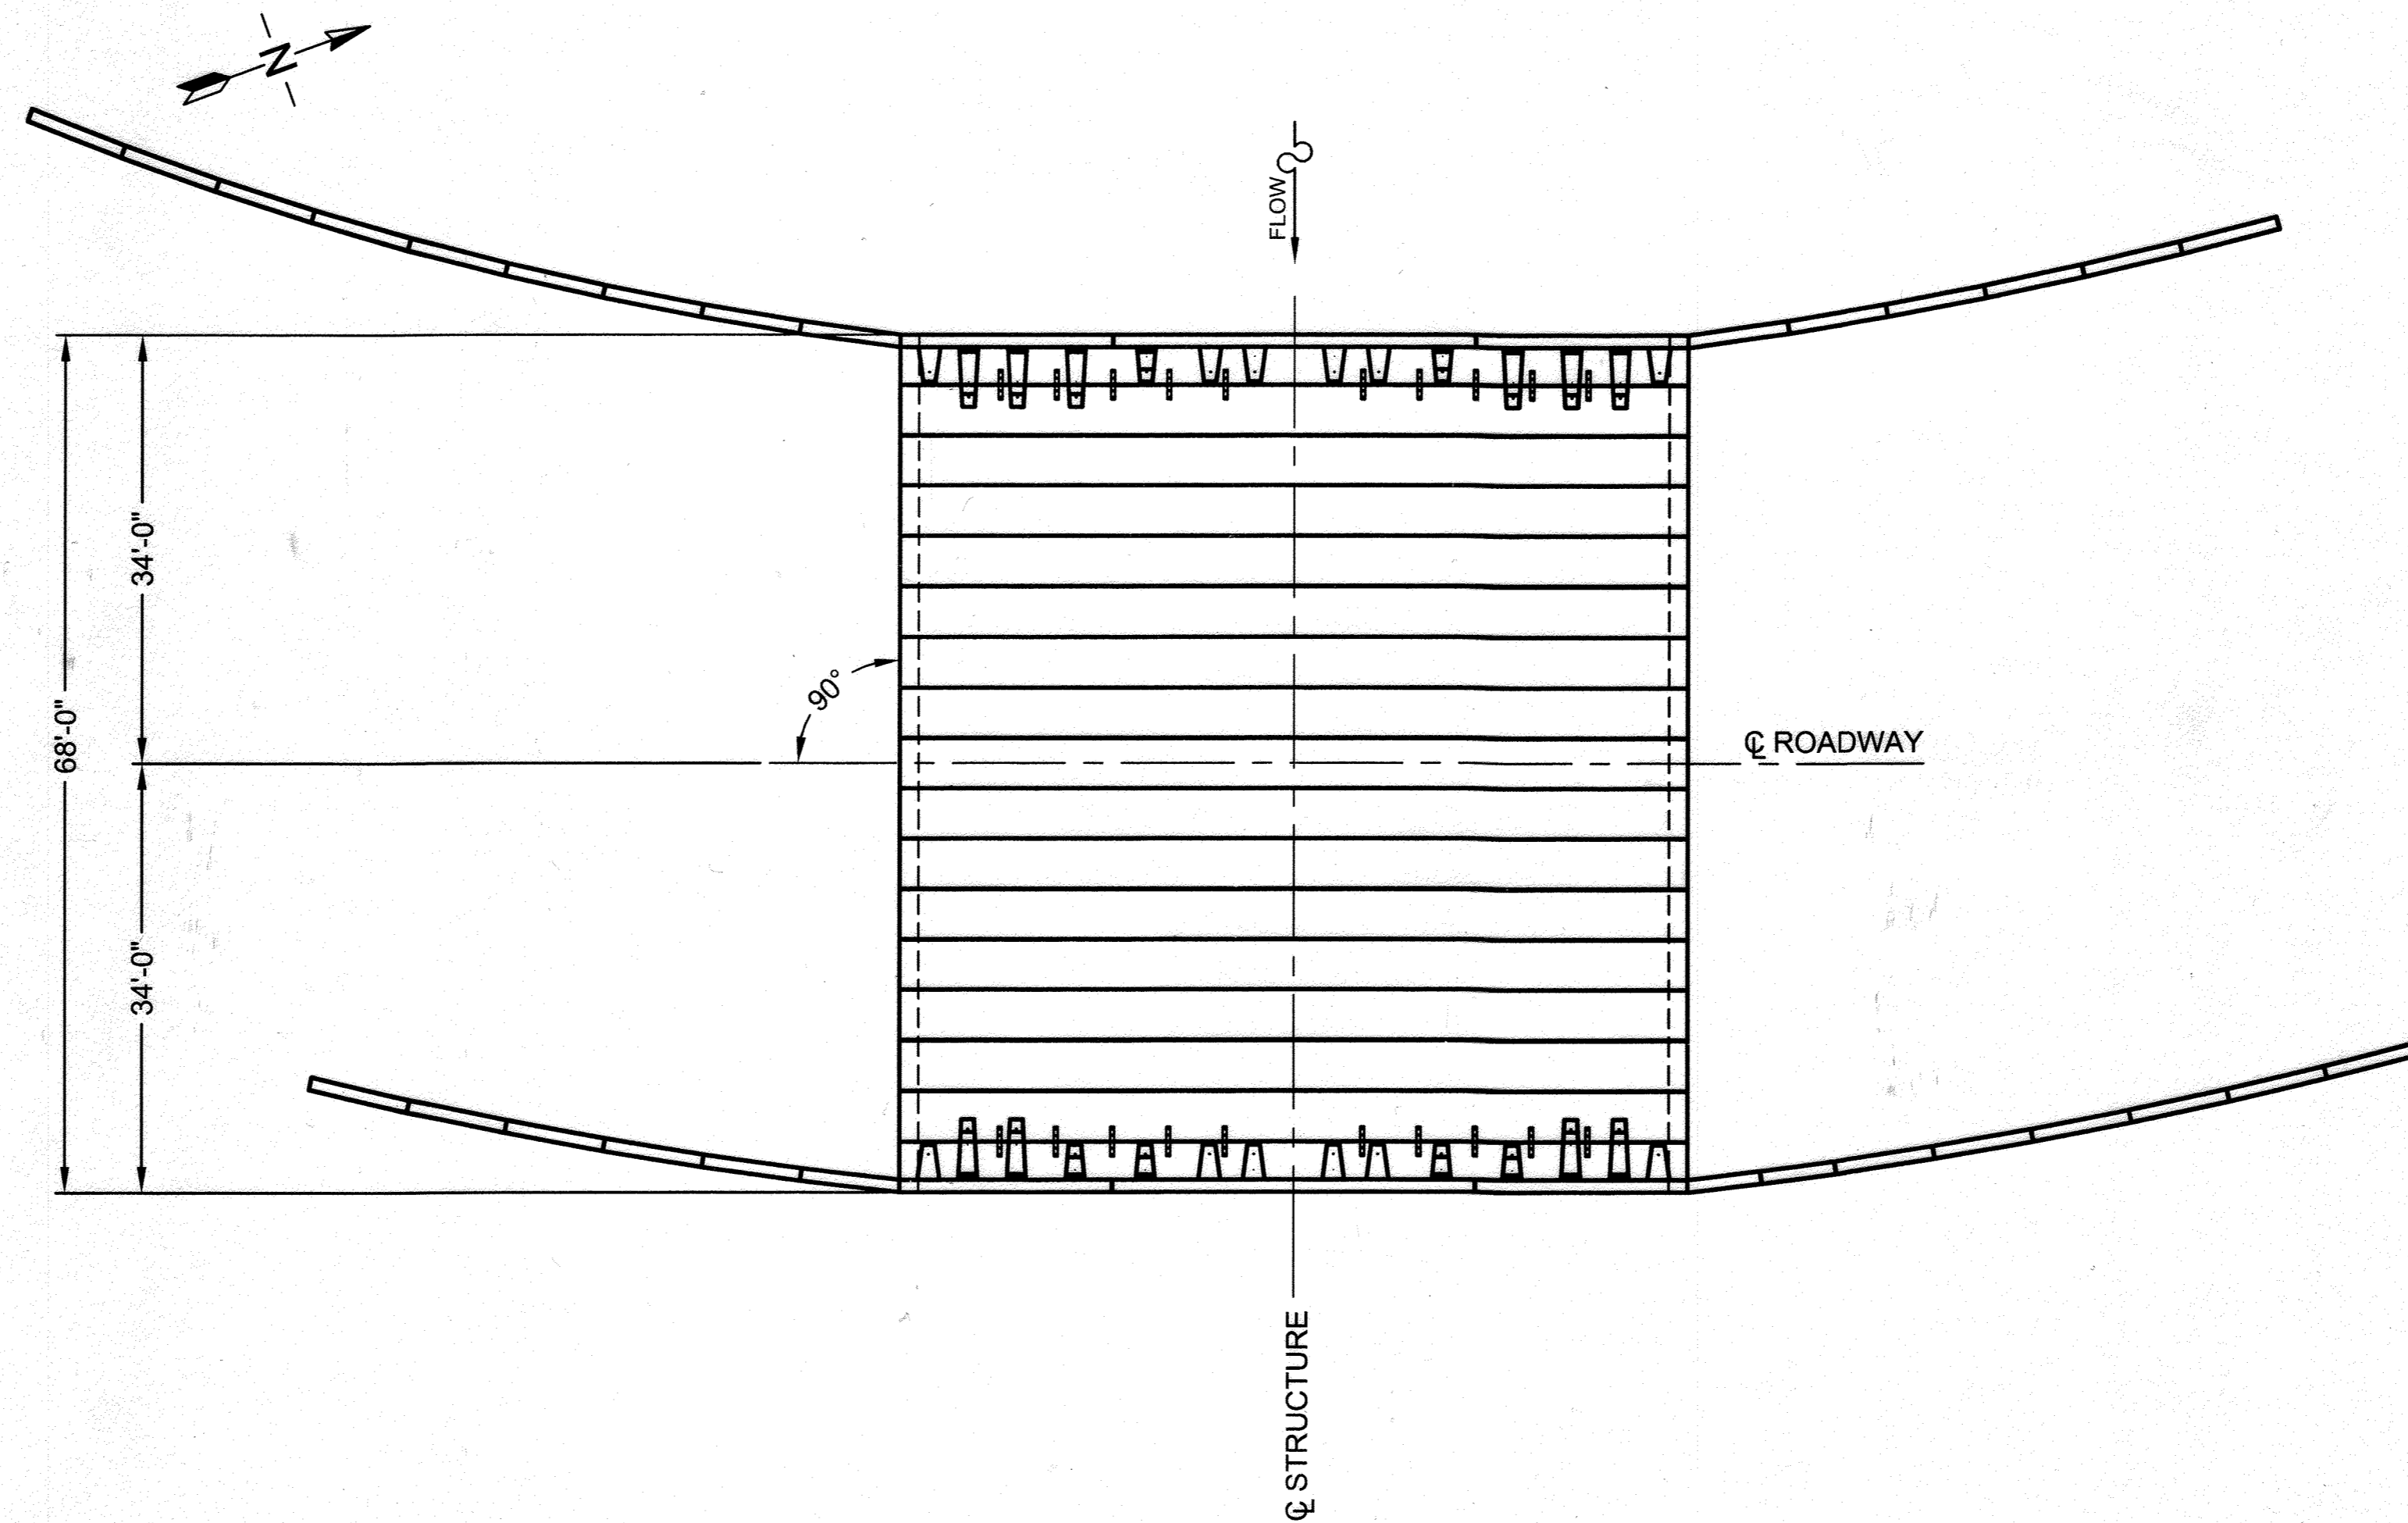 N
FLOW
34'-0"
90°
68'-0"
℄ ROADWAY
34'-0"
℄ STRUCTURE